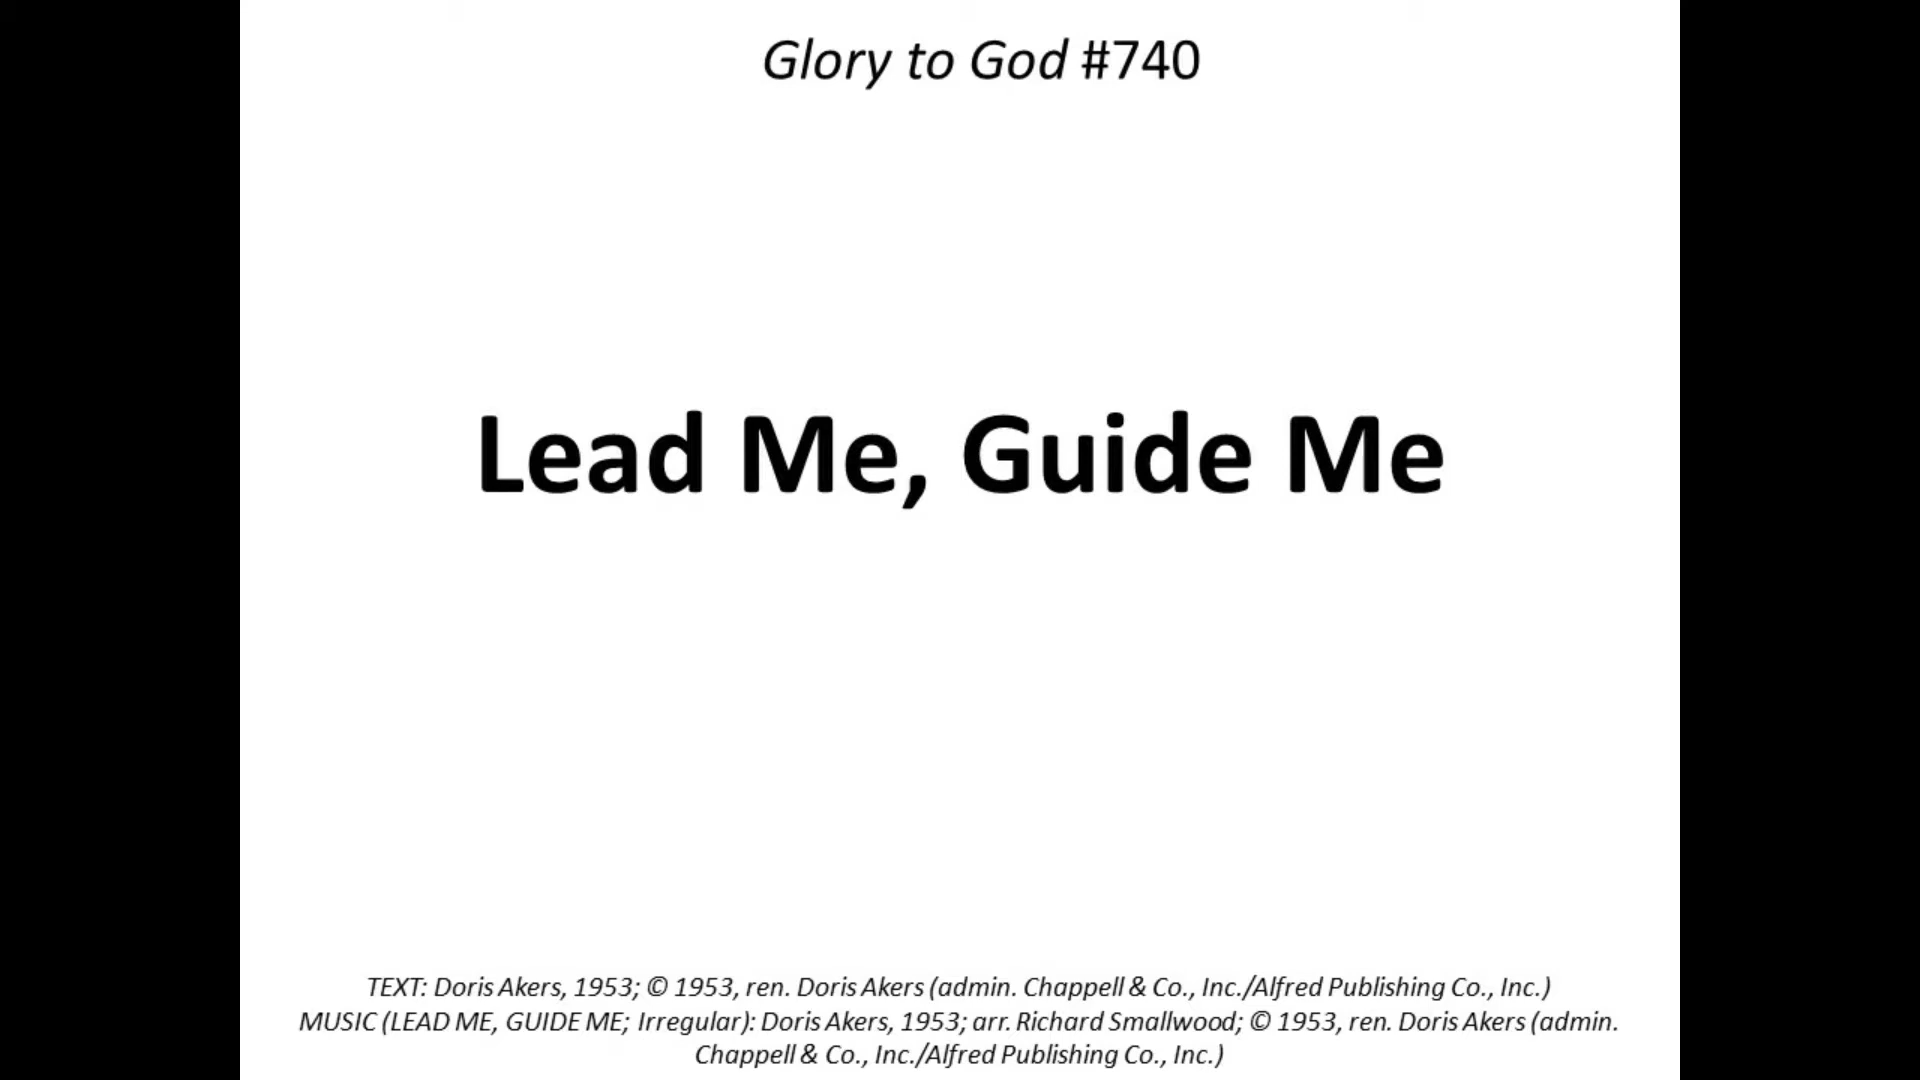 Glory to God #740
Lead Me, Guide Me
TEXT: Doris Akers, 1953; © 1953, ren. Doris Akers (admin. Chappell & Co., Inc./Alfred Publishing Co., Inc.)
MUSIC (LEAD ME, GUIDE ME; Irregular): Doris Akers, 1953; arr. Richard Smallwood; © 1953, ren. Doris Akers (admin.
Chappell & Co., Inc./Alfred Publishing Co., Inc.)